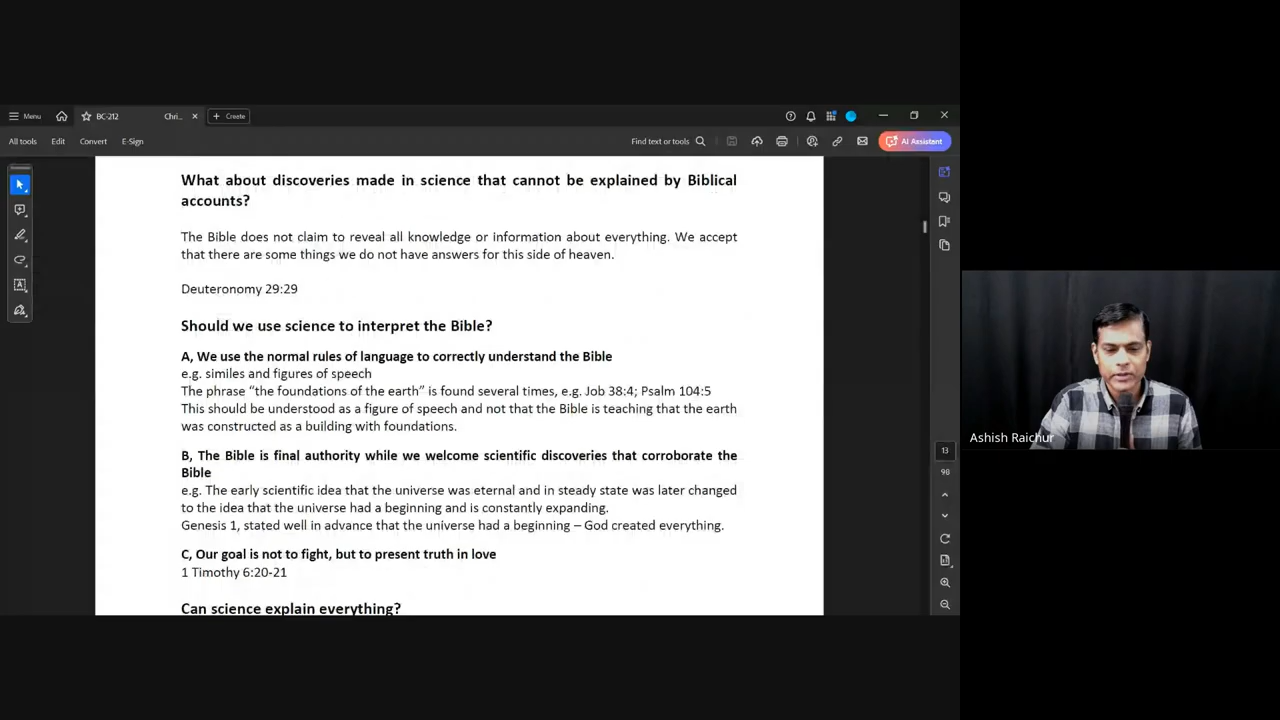 Menu
BC-212
Chri...
Create
All tools
Edit
Convert
E-Sign
Find text or tools
AI Assistant
What about discoveries made in science that cannot be explained by Biblical
accounts?
The Bible does not claim to reveal all knowledge or information about everything. We accept
that there are some things we do not have answers for this side of heaven.
Deuteronomy 29:29
Should we use science to interpret the Bible?
A, We use the normal rules of language to correctly understand the Bible
e.g. similes and figures of speech
The phrase “the foundations of the earth” is found several times, e.g. Job 38:4; Psalm 104:5
This should be understood as a figure of speech and not that the Bible is teaching that the earth
was constructed as a building with foundations.
B, The Bible is final authority while we welcome scientific discoveries that corroborate the
Bible
e.g. The early scientific idea that the universe was eternal and in steady state was later changed
to the idea that the universe had a beginning and is constantly expanding.
Genesis 1, stated well in advance that the universe had a beginning – God created everything.
C, Our goal is not to fight, but to present truth in love
1 Timothy 6:20-21
Can science explain everything?
13
98
Ashish Raichur